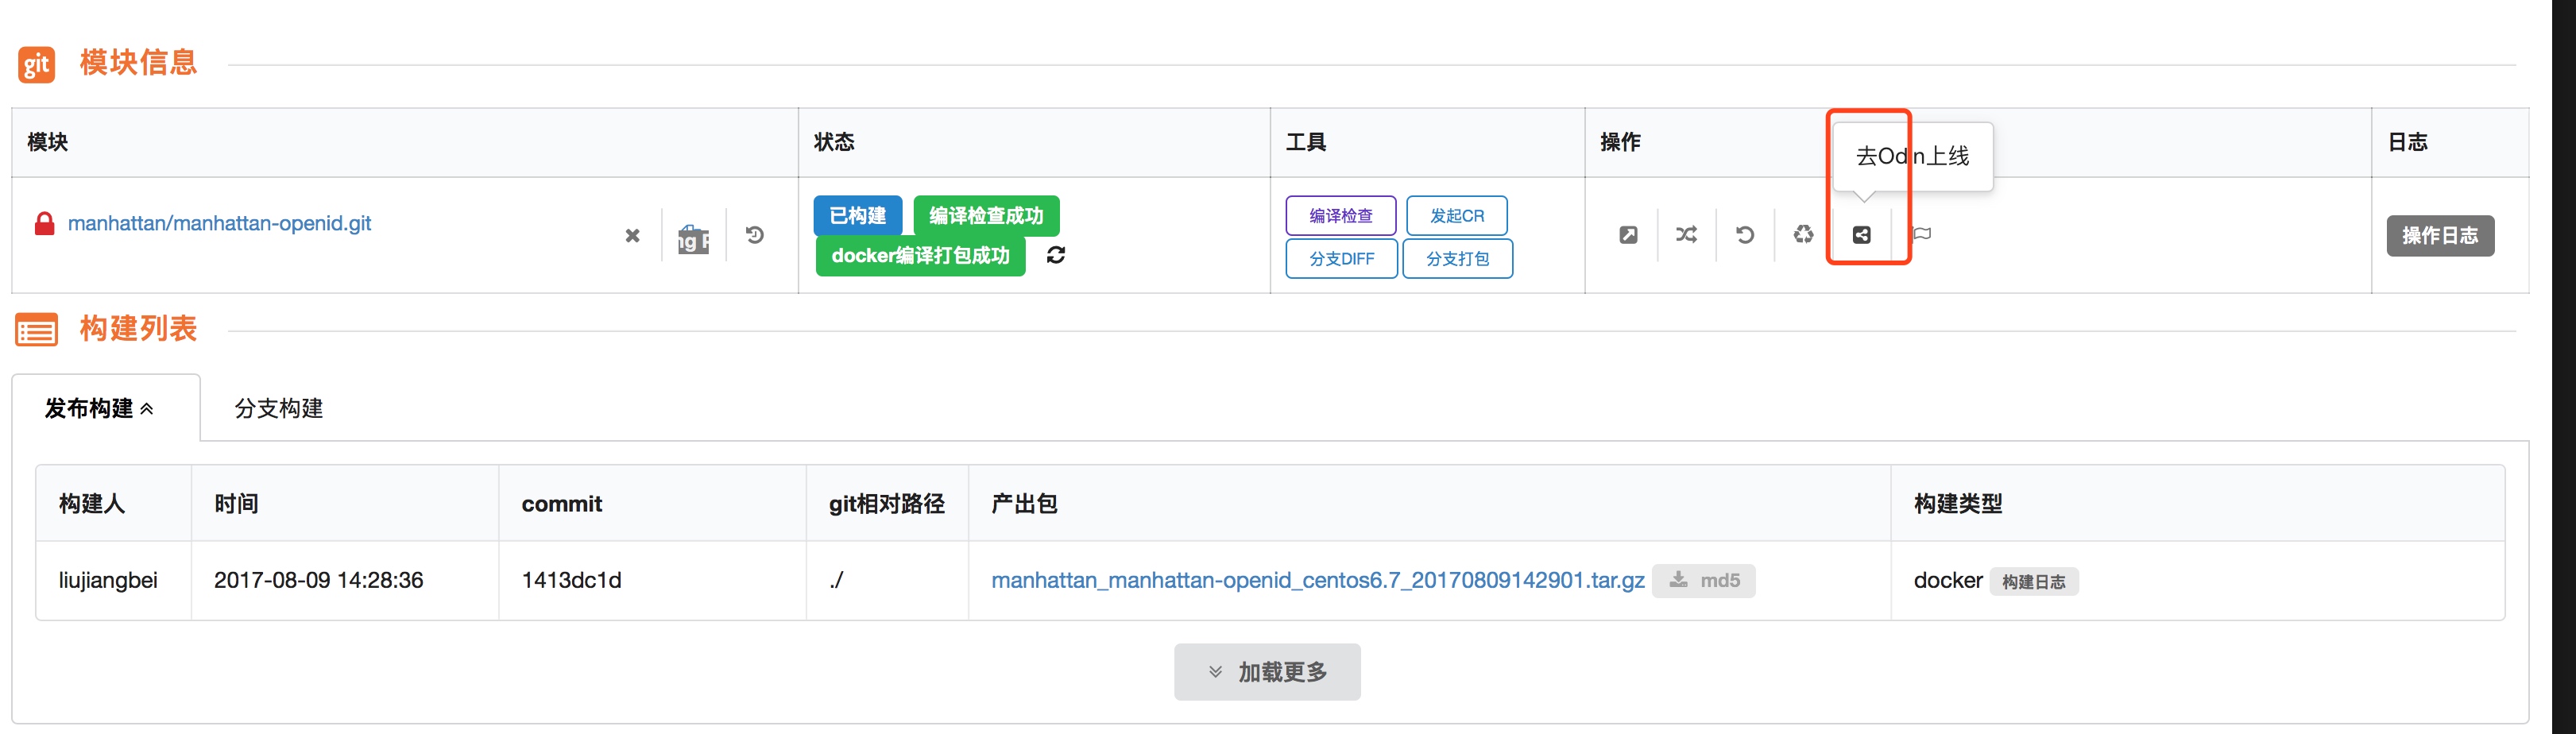 git 模块信息
模块 状态 工具 操作 日志
去Odin上线
manhattan/manhattan-openid.git 已构建 编译检查成功 编译检查 发起CR 操作日志
docker编译打包成功 分支DIFF 分支打包
构建列表
发布构建 分支构建
构建人 时间 commit git相对路径 产出包 构建类型
liujiangbei 2017-08-09 14:28:36 1413dc1d ./ manhattan_manhattan-openid_centos6.7_20170809142901.tar.gz md5 docker 构建日志
加载更多